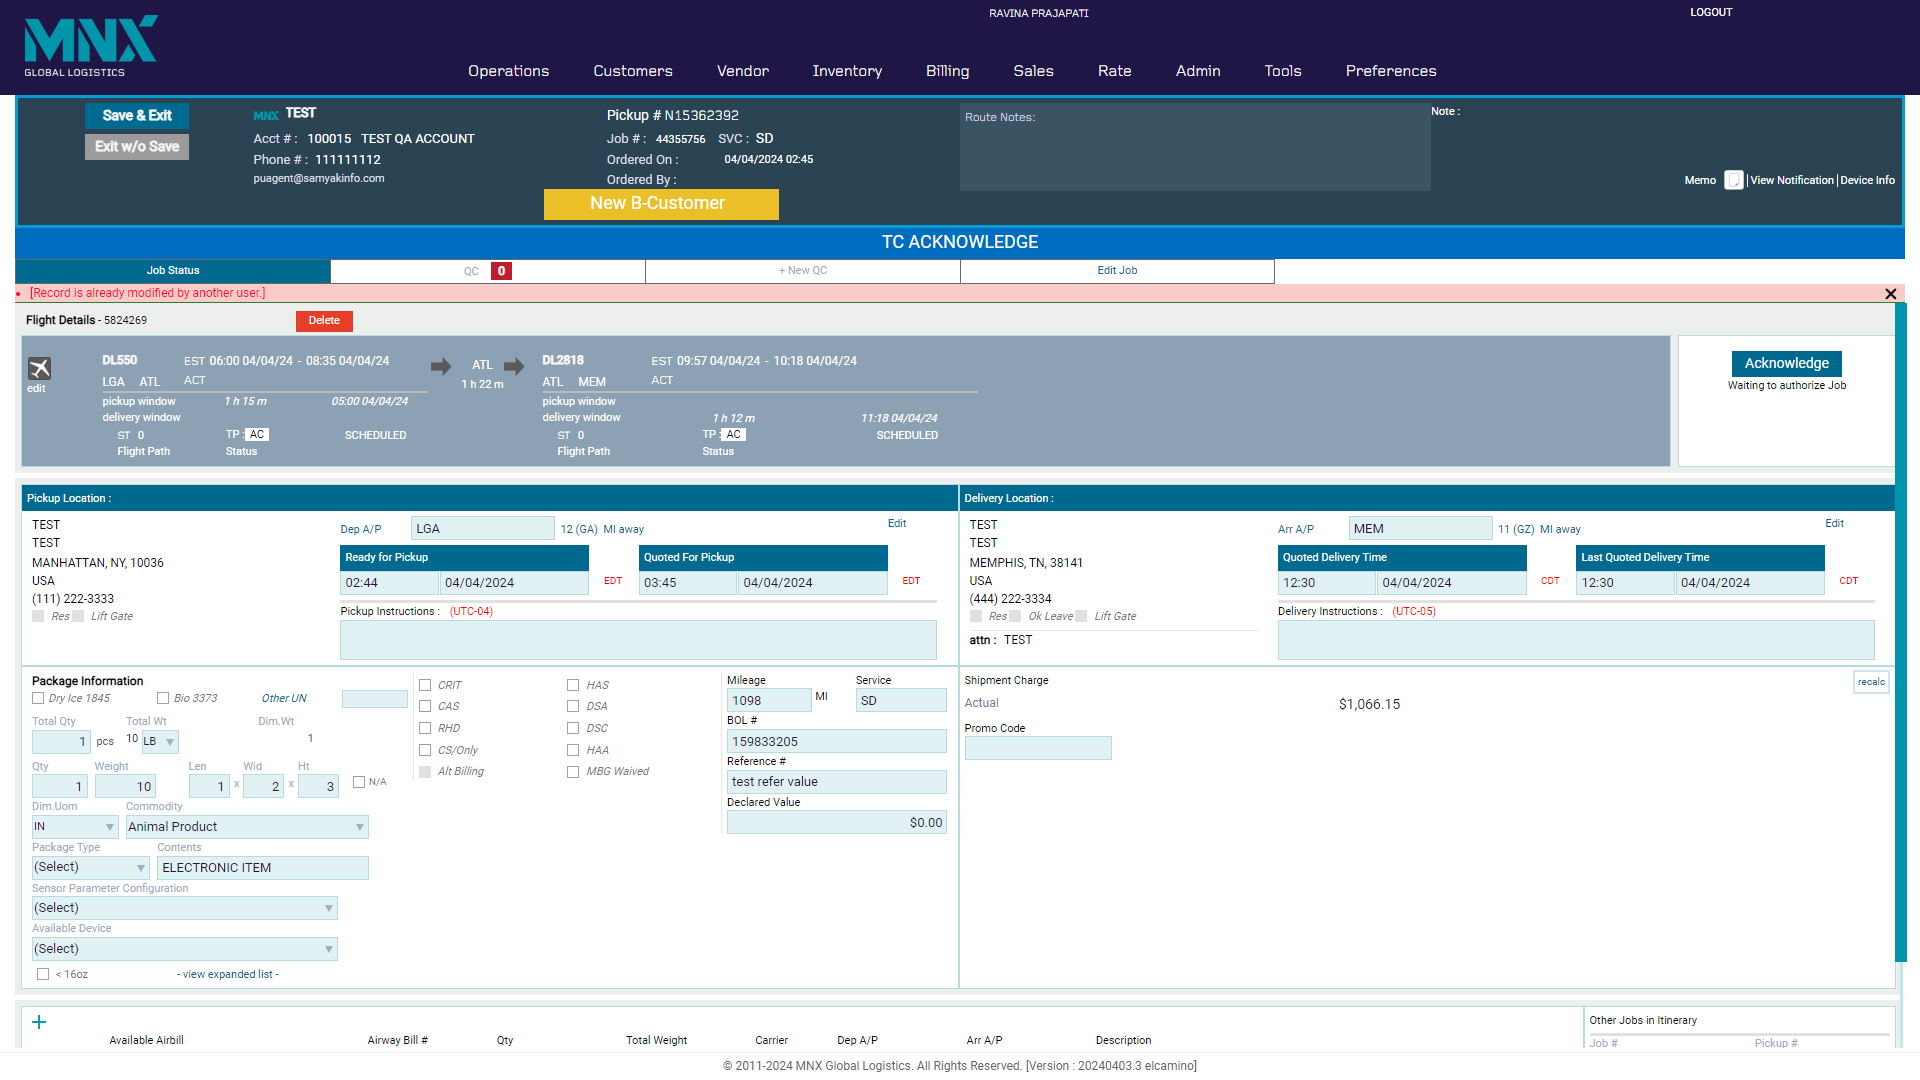 MNX
GLOBAL LOGISTICS
RAVINA PRAJAPATI
LOGOUT
Operations Customers Vendor Inventory Billing Sales Rate Admin Tools Preferences
Save & Exit
Exit w/o Save
MNX TEST
Acct # : 100015 TEST QA ACCOUNT
Phone # : 111111112
puagent@samyakinfo.com
Pickup # N15362392
Job # : 44355756 SVC : SD
Ordered On : 04/04/2024 02:45
Ordered By :
New B-Customer
Route Notes:
Note :
Memo |View Notification|Device Info
TC ACKNOWLEDGE
Job Status QC 0 + New QC Edit Job
[Record is already modified by another user.]
Flight Details - 5824269 Delete
edit
DL550 EST 06:00 04/04/24 - 08:35 04/04/24
LGA ATL ACT
pickup window 1 h 15 m 05:00 04/04/24
delivery window
ST 0 TP : AC SCHEDULED
Flight Path Status
ATL
1 h 22 m
DL2818 EST 09:57 04/04/24 - 10:18 04/04/24
ATL MEM ACT
pickup window
delivery window 1 h 12 m 11:18 04/04/24
ST 0 TP : AC SCHEDULED
Flight Path Status
Acknowledge
Waiting to authorize Job
Pickup Location :
TEST
TEST
MANHATTAN, NY, 10036
USA
(111) 222-3333
Res Lift Gate
Dep A/P LGA 12 (GA) MI away Edit
Ready for Pickup Quoted For Pickup
02:44 04/04/2024 EDT 03:45 04/04/2024 EDT
Pickup Instructions : (UTC-04)
Delivery Location :
TEST
TEST
MEMPHIS, TN, 38141
USA
(444) 222-3334
Res Ok Leave Lift Gate
attn : TEST
Arr A/P MEM 11 (GZ) MI away Edit
Quoted Delivery Time Last Quoted Delivery Time
12:30 04/04/2024 CDT 12:30 04/04/2024 CDT
Delivery Instructions : (UTC-05)
Package Information
Dry Ice 1845 Bio 3373 Other UN
Total Qty Total Wt Dim.Wt
1 pcs 10 LB 1
Qty Weight Len Wid Ht
1 10 1 x 2 x 3 N/A
Dim.Uom Commodity
IN Animal Product
Package Type Contents
(Select) ELECTRONIC ITEM
Sensor Parameter Configuration
(Select)
Available Device
(Select)
< 16oz - view expanded list -
CRIT HAS
CAS DSA
RHD DSC
CS/Only HAA
Alt Billing MBG Waived
Mileage Service
1098 MI SD
BOL #
159833205
Reference #
test refer value
Declared Value
$0.00
Shipment Charge recalc
Actual $1,066.15
Promo Code
Available Airbill Airway Bill # Qty Total Weight Carrier Dep A/P Arr A/P Description
Other Jobs in Itinerary
Job # Pickup #
© 2011-2024 MNX Global Logistics. All Rights Reserved. [Version : 20240403.3 elcamino]